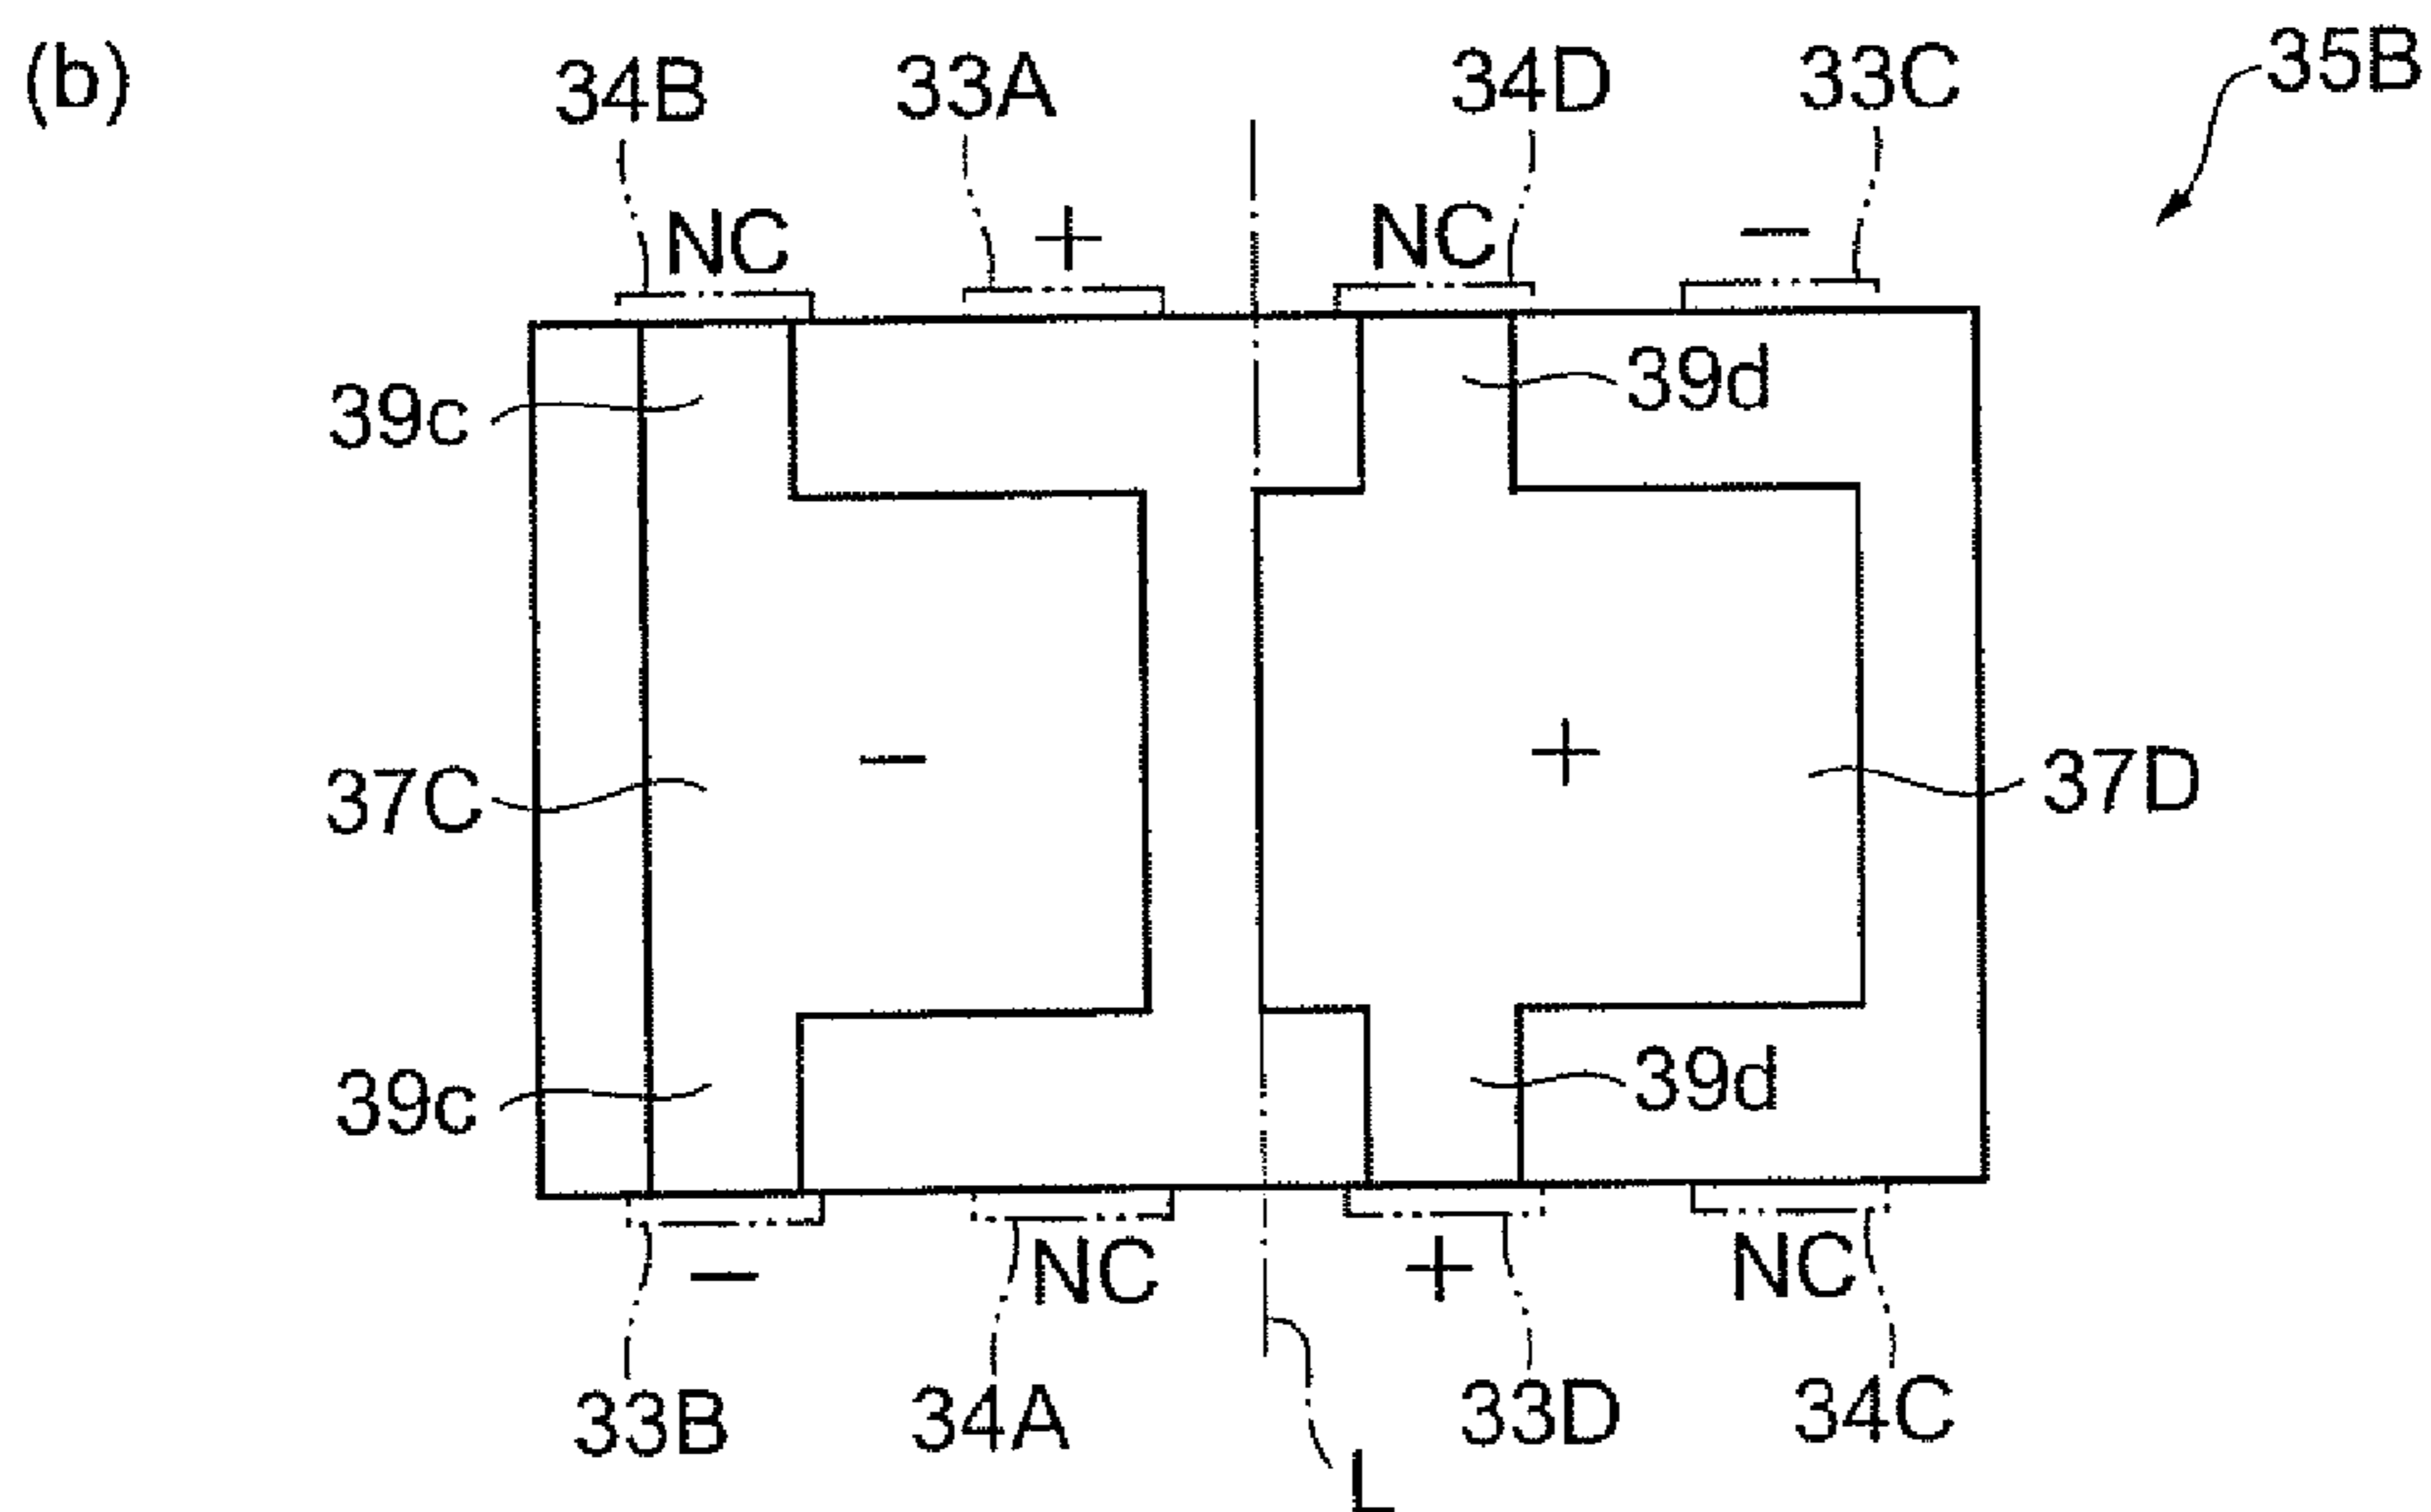 (b)
34B 33A 34D 33C 35B
NC + NC −
39c 39d
37C − + 37D
39c 39d
− NC + NC
33B 34A 33D 34C
L